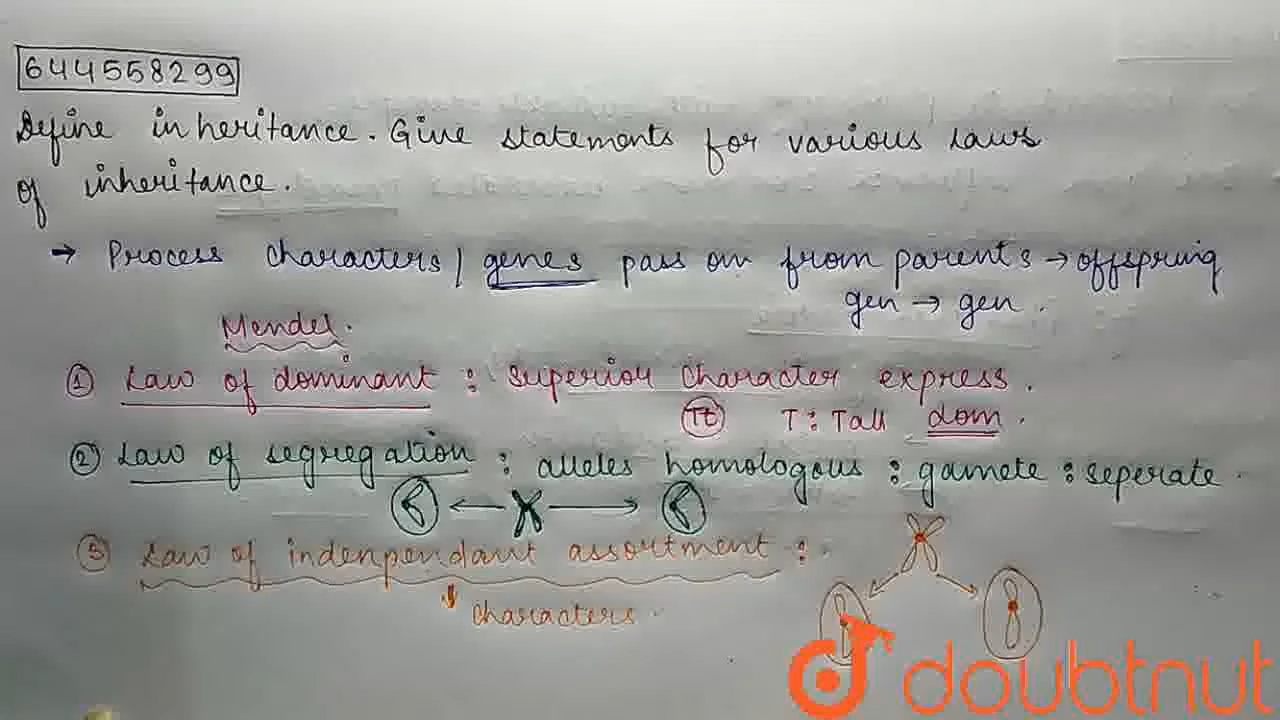 644558299
Define inheritance. Give statements for various laws
of inheritance.
→ Process characters/genes pass on from parents → offspring
gen → gen.
Mendel.
① Law of dominant : Superior character express.
Tt T : Tall dom.
② Law of segregation : alleles homologous : gamete : seperate.
③ Law of indenpendant assortment :
characters.
doubtnut